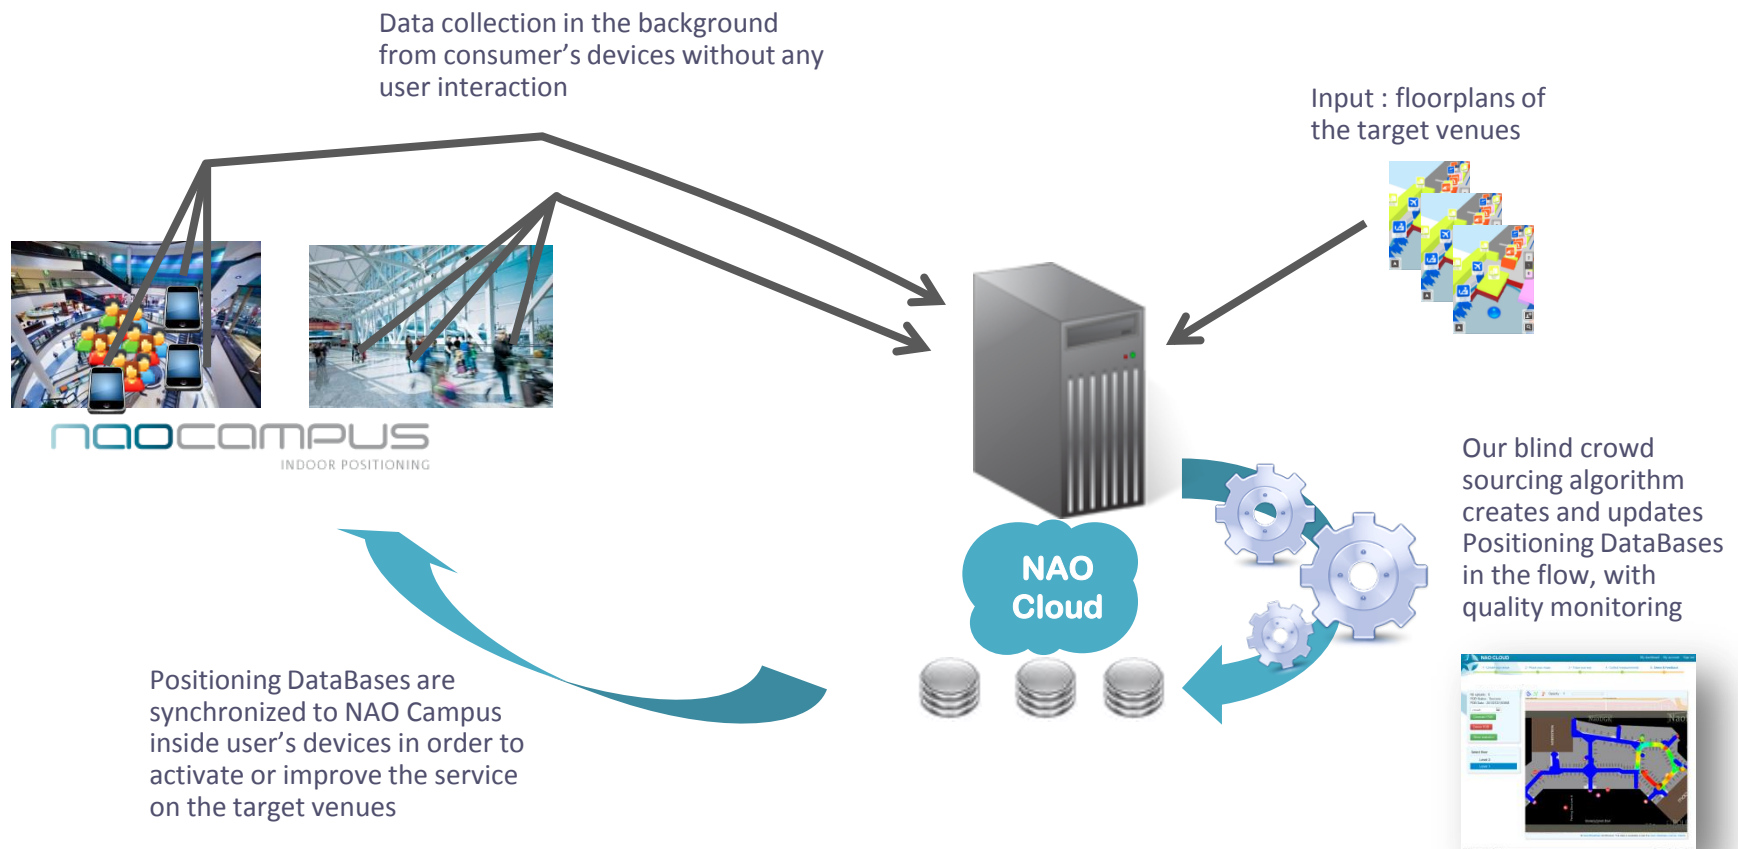 Data collection in the background
from consumer’s devices without any
user interaction
Input : floorplans of
the target venues
naocampus
INDOOR POSITIONING
NAO
Cloud
Our blind crowd
sourcing algorithm
creates and updates
Positioning DataBases
in the flow, with
quality monitoring
Positioning DataBases are
synchronized to NAO Campus
inside user’s devices in order to
activate or improve the service
on the target venues
NAO CLOUD